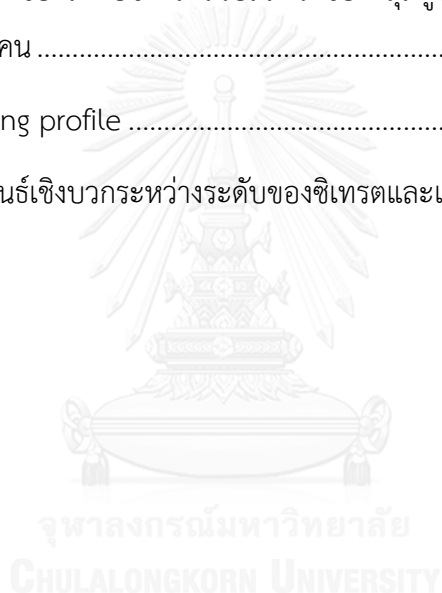 คน ........................................................
ng profile .............................................
นธ์เชิงบวกระหว่างระดับของซิเทรตและเ
จุฬาลงกรณ์มหาวิทยาลัย
CHULALONGKORN UNIVERSITY